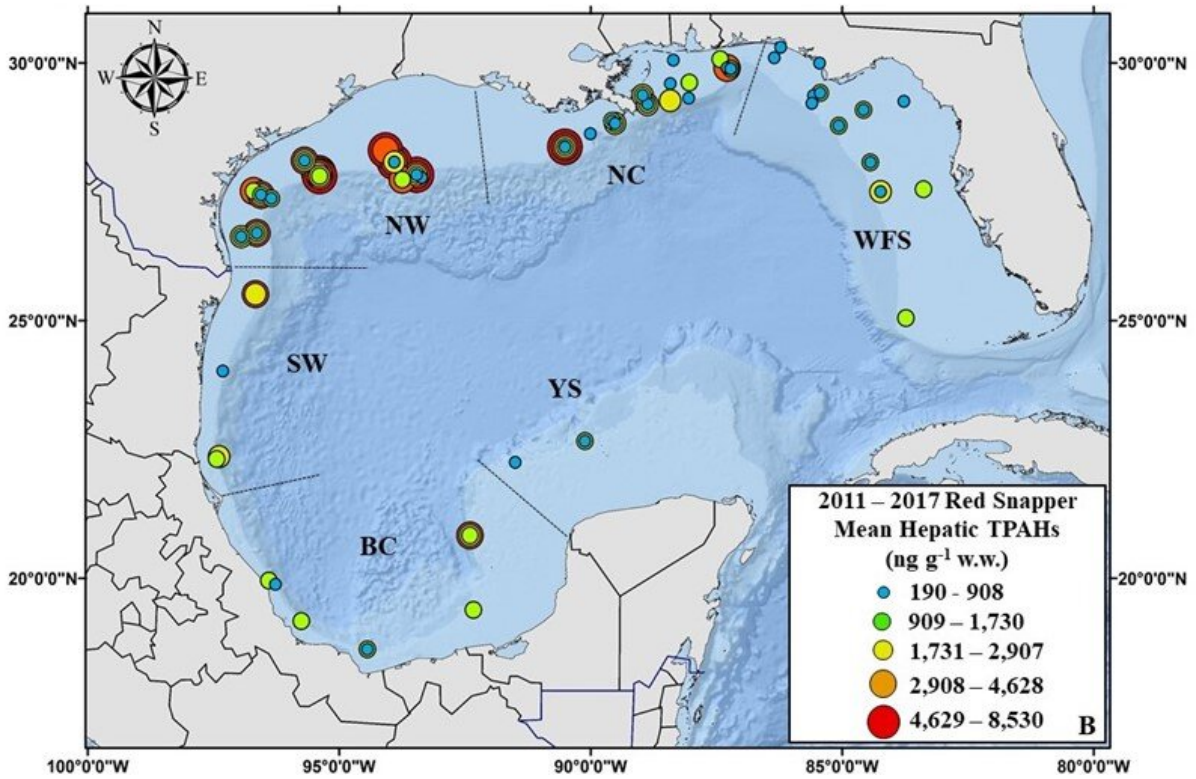 N
W E
S
30°0'0"N
30°0'0"N
NC
NW
WFS
25°0'0"N
25°0'0"N
SW
YS
BC
20°0'0"N
20°0'0"N
2011 – 2017 Red Snapper
Mean Hepatic TPAHs
(ng g-1 w.w.)
190 - 908
909 – 1,730
1,731 – 2,907
2,908 – 4,628
4,629 – 8,530
B
100°0'0"W 95°0'0"W 90°0'0"W 85°0'0"W 80°0'0"W